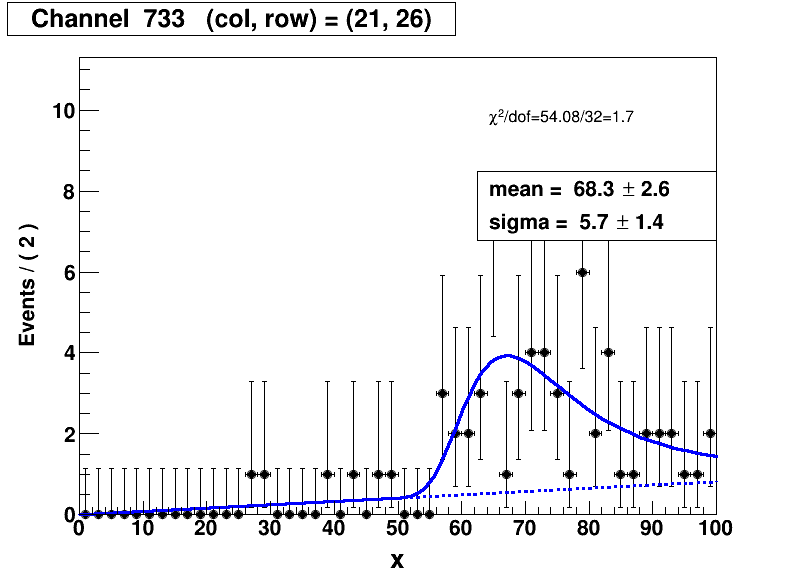 Channel 733 (col, row) = (21, 26)
χ²/dof=54.08/32=1.7
mean = 68.3 ± 2.6
sigma = 5.7 ± 1.4
Events / ( 2 )
10
8
6
4
2
0
0 10 20 30 40 50 60 70 80 90 100
x